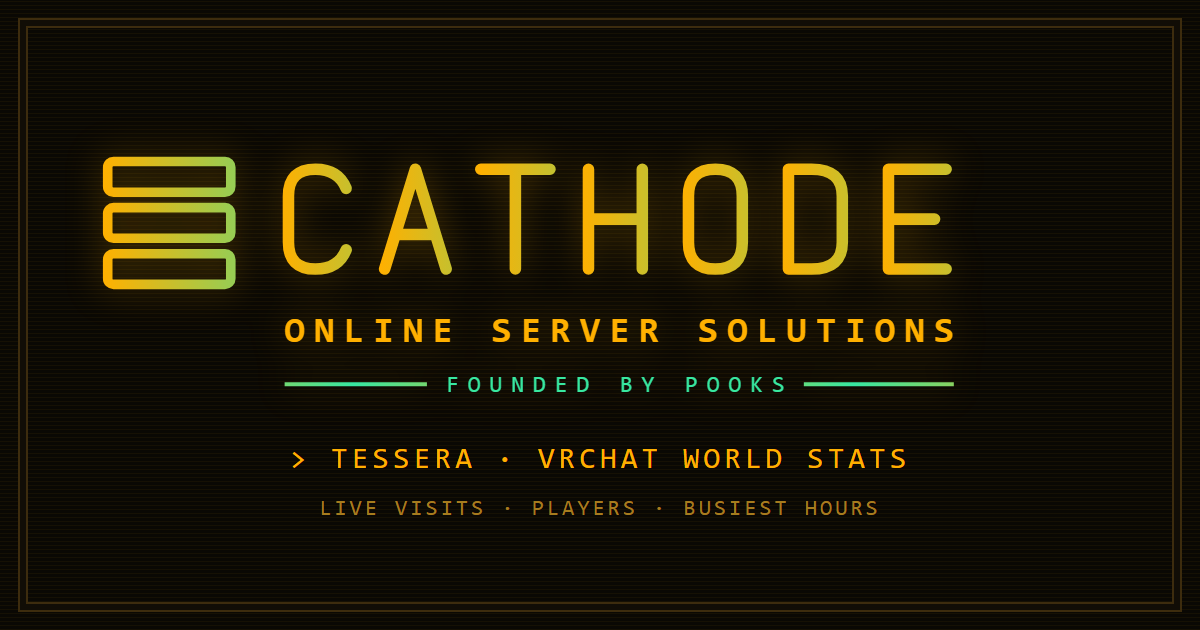 CATHODE
ONLINE SERVER SOLUTIONS
FOUNDED BY POOKS
> TESSERA · VRCHAT WORLD STATS
LIVE VISITS · PLAYERS · BUSIEST HOURS